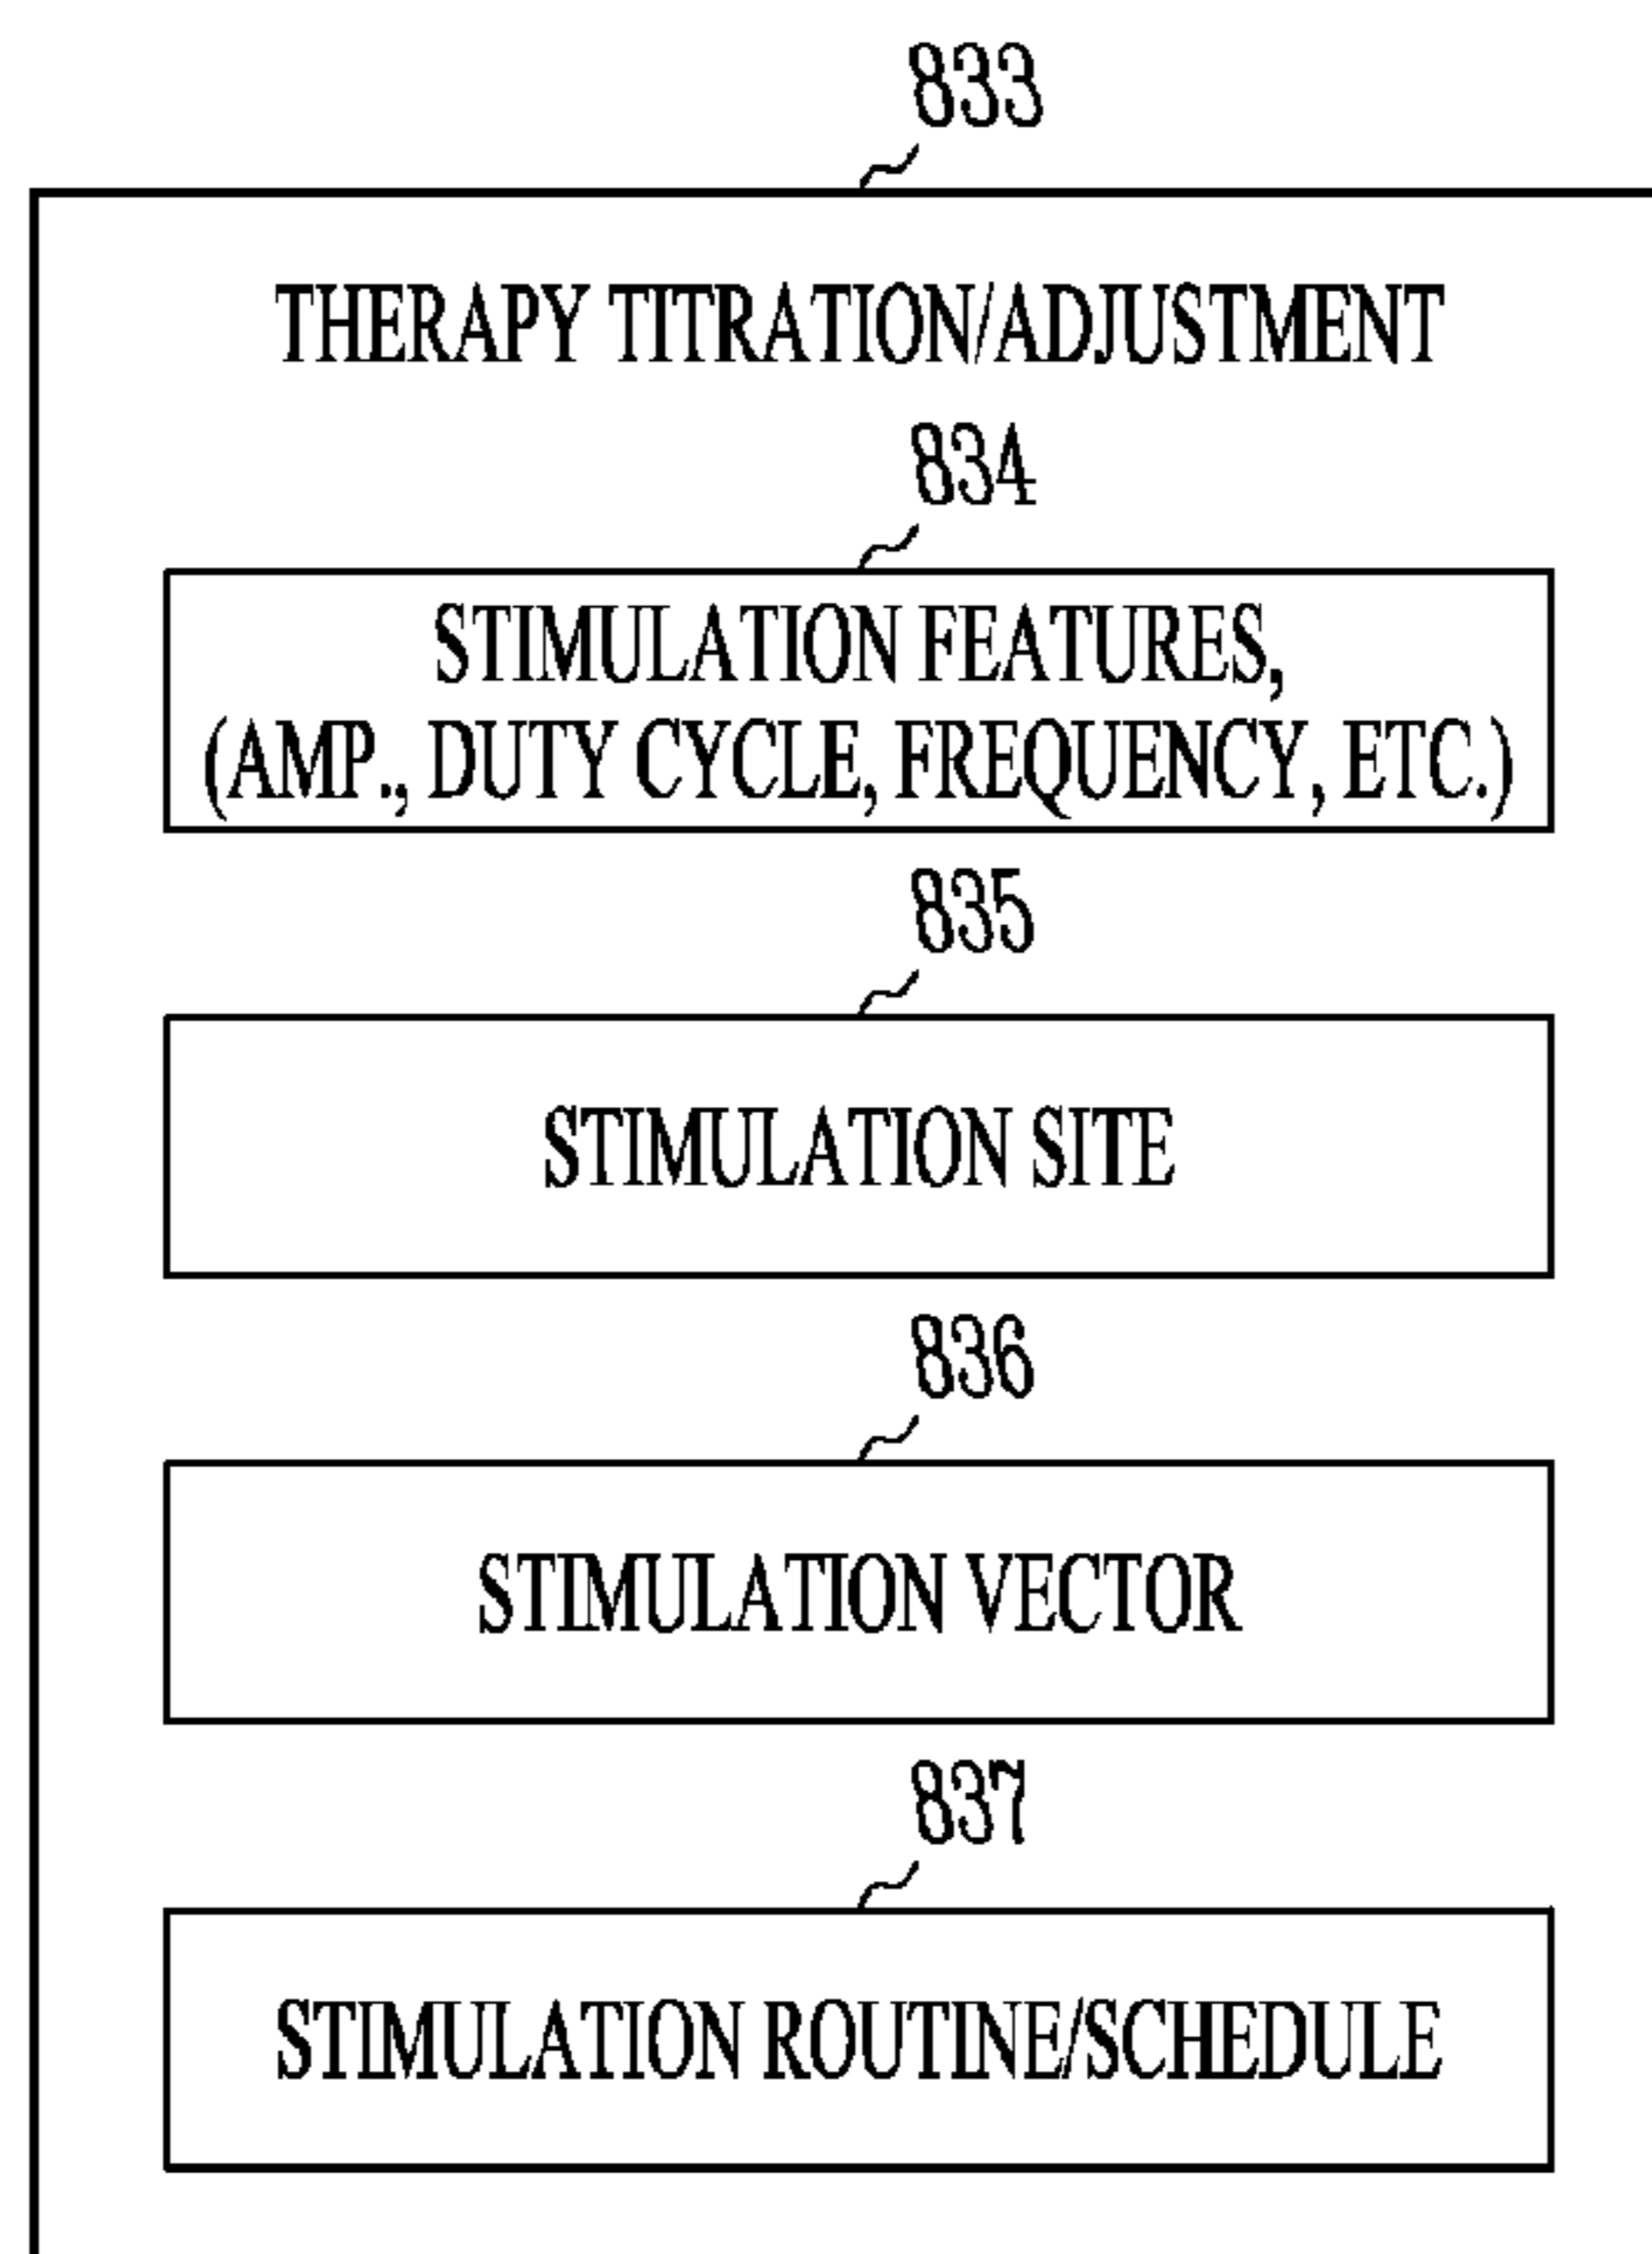 833
THERAPY TITRATION/ADJUSTMENT
834
STIMULATION FEATURES,
(AMP., DUTY CYCLE, FREQUENCY, ETC.)
835
STIMULATION SITE
836
STIMULATION VECTOR
837
STIMULATION ROUTINE/SCHEDULE